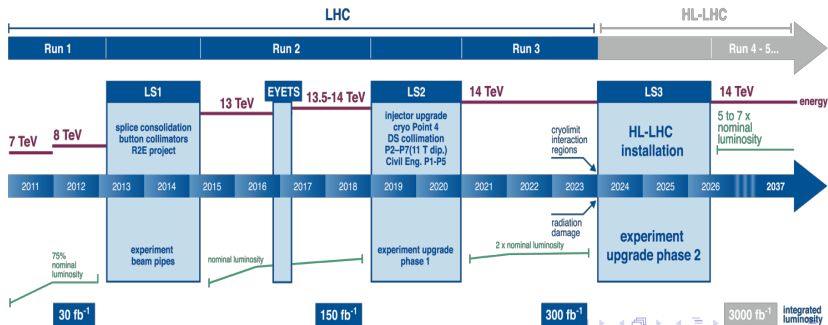 LHC
HL-LHC
Run 1
Run 2
Run 3
Run 4 - 5...
LS1
EYETS
LS2
LS3
7 TeV
8 TeV
13 TeV
13.5-14 TeV
14 TeV
14 TeV
energy
splice consolidation
button collimators
R2E project
injector upgrade
cryo Point 4
DS collimation
P2-P7(11 T dip.)
Civil Eng. P1-P5
cryolimit
interaction
regions
HL-LHC
installation
5 to 7 x
nominal
luminosity
2011 2012 2013 2014 2015 2016 2017 2018 2019 2020 2021 2022 2023 2024 2025 2026 2037
radiation
damage
75%
nominal
luminosity
experiment
beam pipes
nominal luminosity
experiment upgrade
phase 1
2 x nominal luminosity
experiment
upgrade phase 2
30 fb-1
150 fb-1
300 fb-1
3000 fb-1
integrated
luminosity